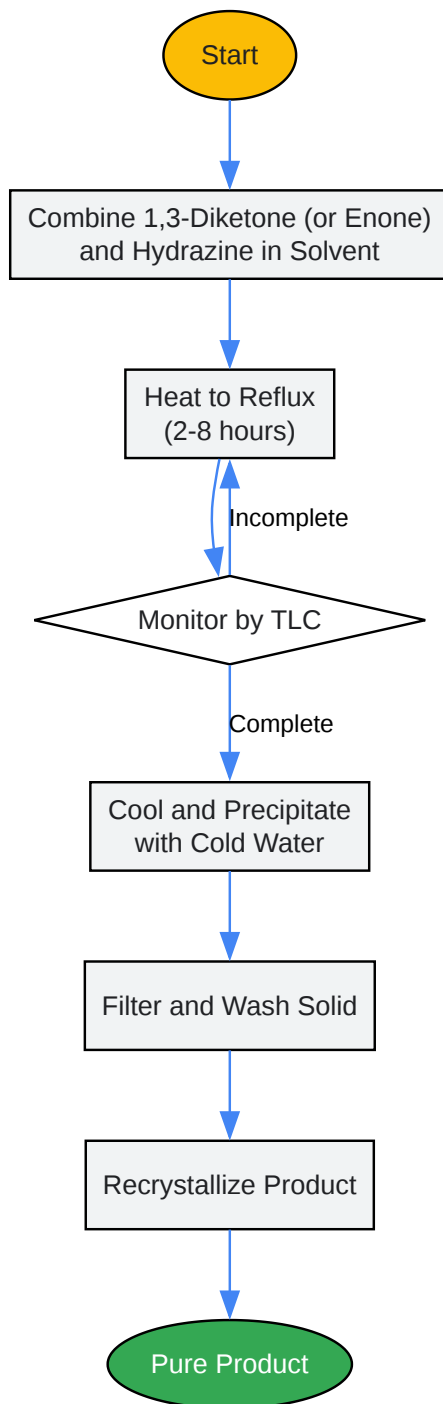 Start
Combine 1,3-Diketone (or Enone)
and Hydrazine in Solvent
Heat to Reflux
(2-8 hours)
Incomplete
Monitor by TLC
Complete
Cool and Precipitate
with Cold Water
Filter and Wash Solid
Recrystallize Product
Pure Product